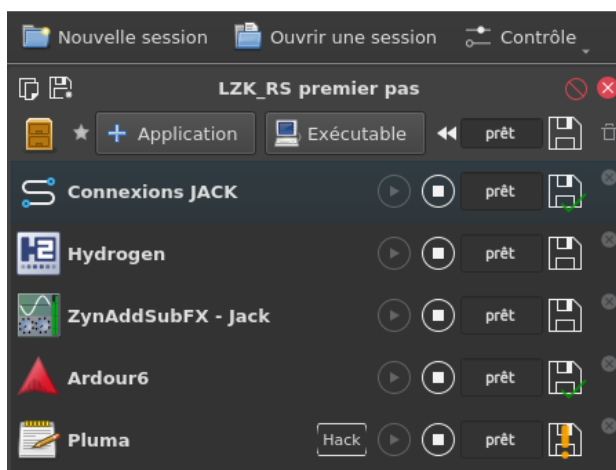 Nouvelle session Ouvrir une session Contrôle
LZK_RS premier pas
Application Exécutable prêt
Connexions JACK prêt
Hydrogen prêt
ZynAddSubFX - Jack prêt
Ardour6 prêt
Pluma Hack prêt